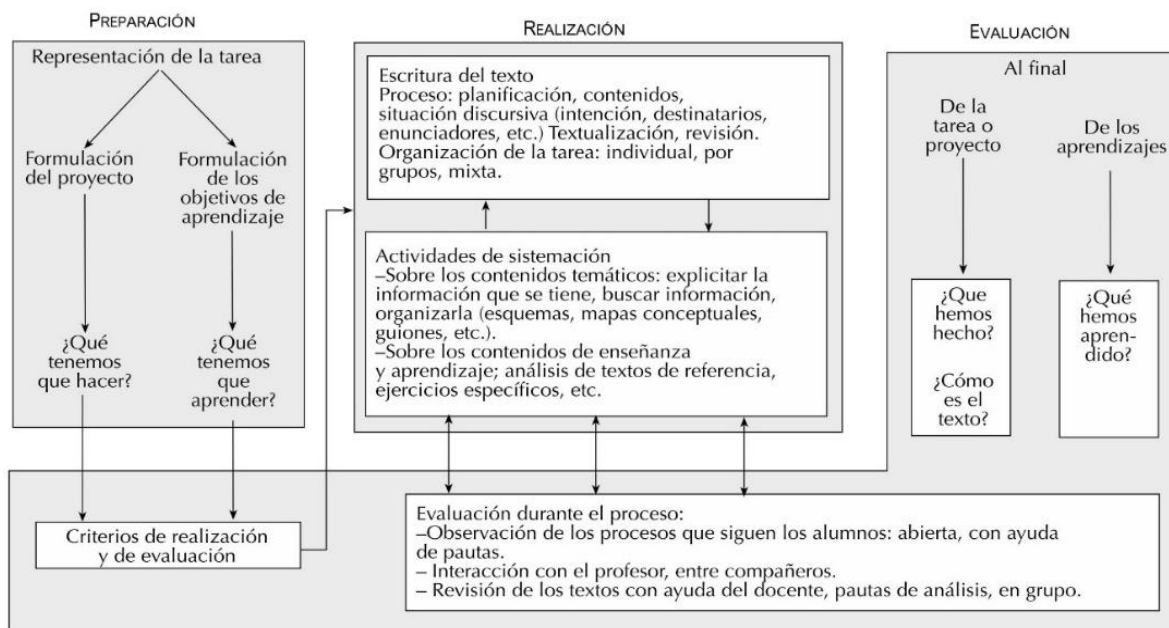 PREPARACIÓN
Representación de la tarea
Formulación
del proyecto
Formulación
de los
objetivos de
aprendizaje
¿Qué
tenemos
que hacer?
¿Qué
tenemos
que
aprender?
Criterios de realización
y de evaluación
REALIZACIÓN
Escritura del texto
Proceso: planificación, contenidos,
situación discursiva (intención, destinatarios,
enunciadores, etc.) Textualización, revisión.
Organización de la tarea: individual, por
grupos, mixta.
Actividades de sistemación
–Sobre los contenidos temáticos: explicitar la
información que se tiene, buscar información,
organizarla (esquemas, mapas conceptuales,
guiones, etc.).
–Sobre los contenidos de enseñanza
y aprendizaje; análisis de textos de referencia,
ejercicios específicos, etc.
Evaluación durante el proceso:
–Observación de los procesos que siguen los alumnos: abierta, con ayuda
de pautas.
– Interacción con el profesor, entre compañeros.
– Revisión de los textos con ayuda del docente, pautas de análisis, en grupo.
EVALUACIÓN
Al final
De la
tarea o
proyecto
De los
aprendizajes
¿Que
hemos
hecho?
¿Cómo
es el
texto?
¿Qué
hemos
apren-
dido?